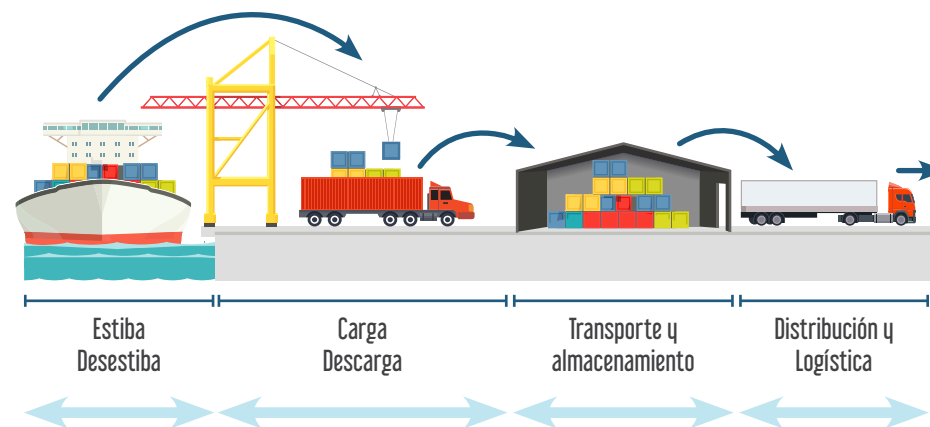 Estiba
Desestiba
Carga
Descarga
Transporte y
almacenamiento
Distribución y
Logística